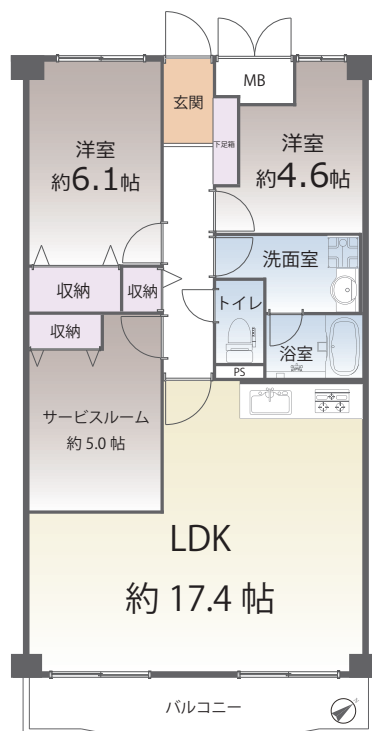 MB
玄関
下足箱
洋室
約6.1帖
洋室
約4.6帖
洗面室
収納
収納
トイレ
収納
浴室
PS
サービスルーム
約 5.0 帖
LDK
約 17.4 帖
バルコニー